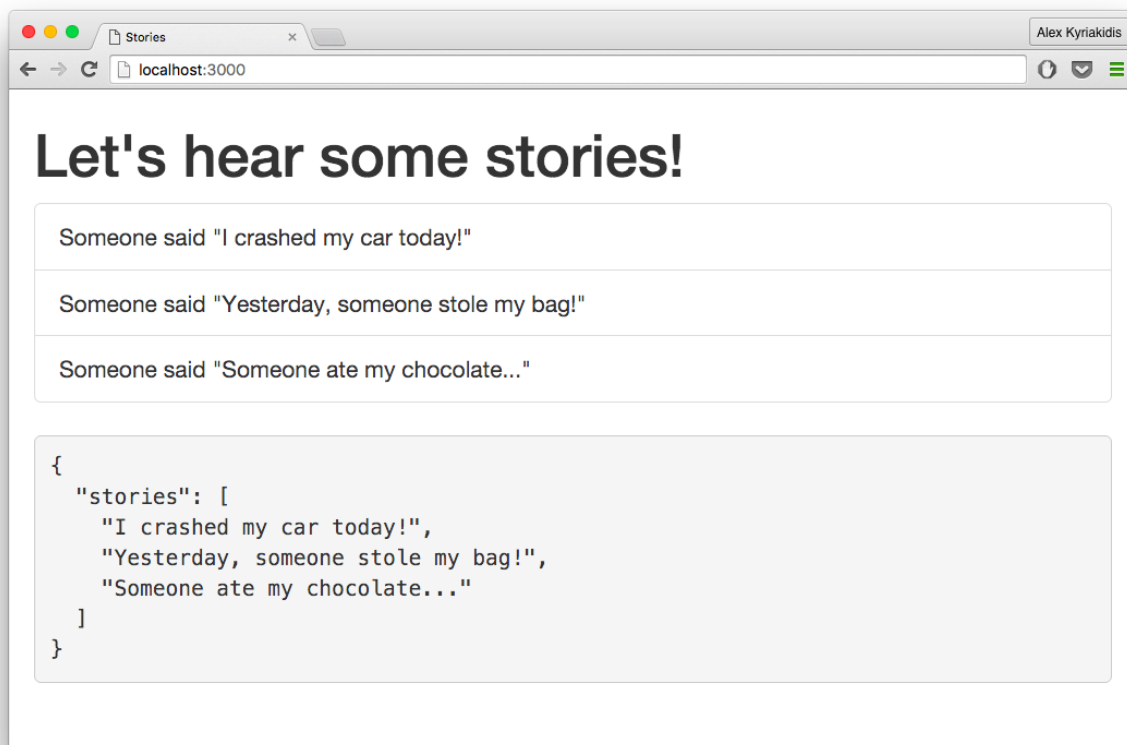 Stories
Alex Kyriakidis
localhost:3000
Let's hear some stories!
Someone said "I crashed my car today!"
Someone said "Yesterday, someone stole my bag!"
Someone said "Someone ate my chocolate..."
{
  "stories": [
    "I crashed my car today!",
    "Yesterday, someone stole my bag!",
    "Someone ate my chocolate..."
  ]
}